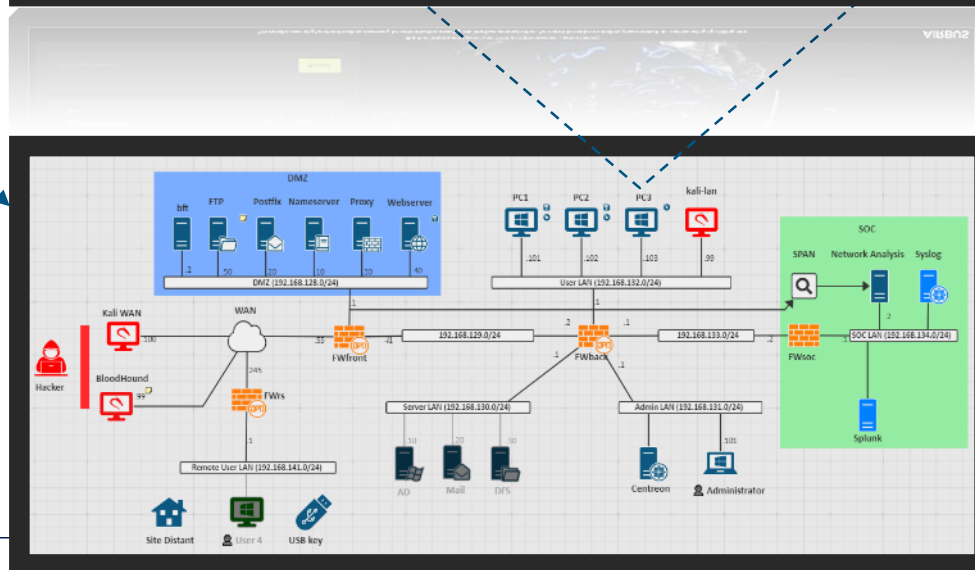 AIRBUS
DMZ
bft
FTP
Postfix
Nameserver
Proxy
Webserver
.2
.50
.20
.10
.30
.40
DMZ (192.168.128.0/24)
PC1
PC2
PC3
kali-lan
.101
.102
.103
.99
User LAN (192.168.132.0/24)
SOC
SPAN
Network Analysis
Syslog
.2
SOC LAN (192.168.134.0/24)
Splunk
Kali WAN
.100
WAN
Hacker
BloodHound
.99
.245
FWrs
.1
Remote User LAN (192.168.141.0/24)
Site Distant
User 4
USB key
.1
FWfront
192.168.129.0/24
.1
.2
.1
FWback
.1
.1
192.168.133.0/24
.2
FWsoc
Server LAN (192.168.130.0/24)
.10
.20
.30
AD
Mail
DFS
Admin LAN (192.168.131.0/24)
.101
Centreon
Administrator